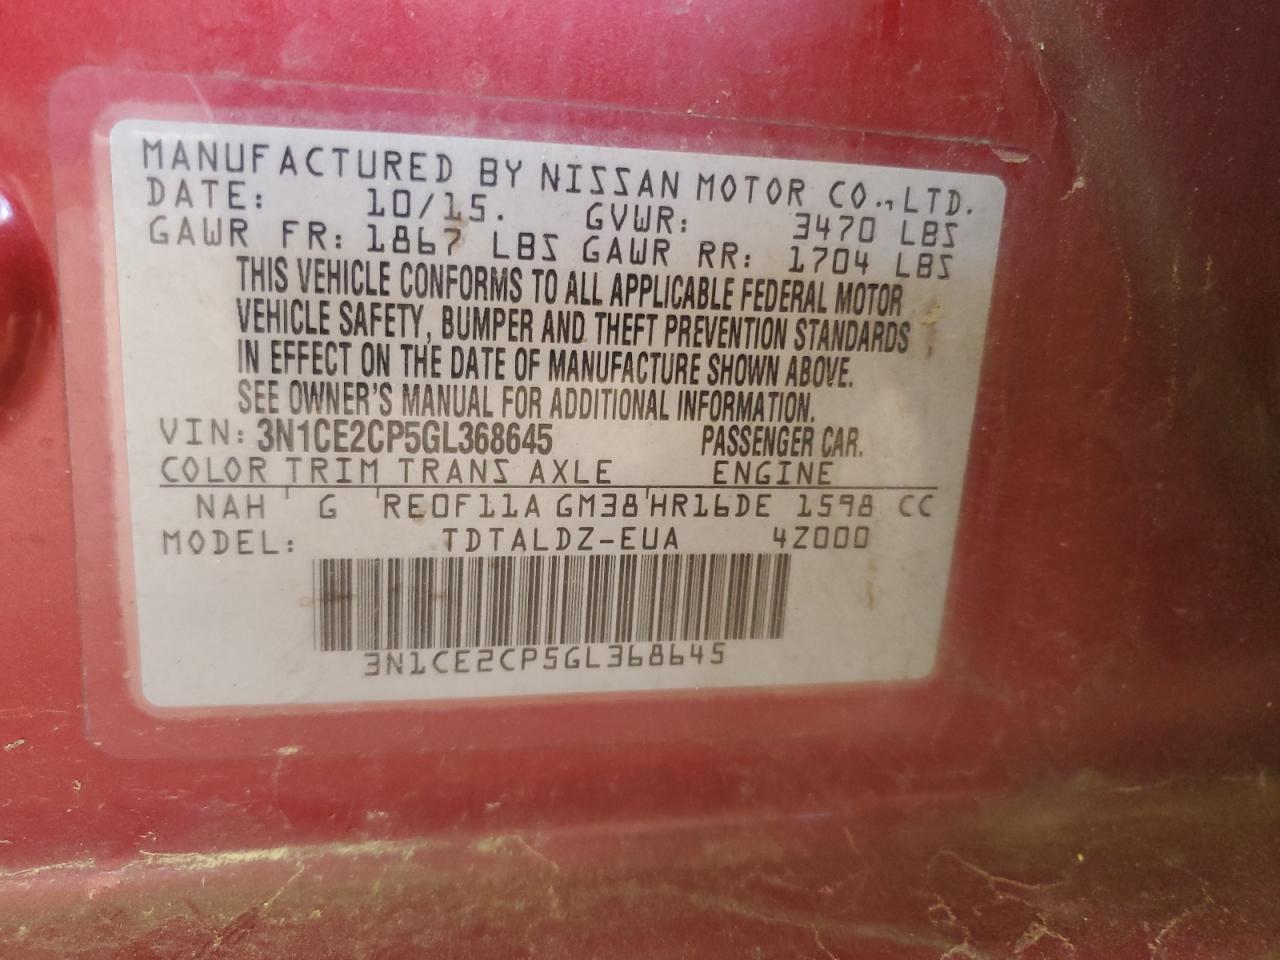 MANUFACTURED BY NISSAN MOTOR CO.,LTD.
DATE: 10/15. GVWR: 3470 LBS
GAWR FR: 1867 LBS GAWR RR: 1704 LBS
THIS VEHICLE CONFORMS TO ALL APPLICABLE FEDERAL MOTOR
VEHICLE SAFETY, BUMPER AND THEFT PREVENTION STANDARDS
IN EFFECT ON THE DATE OF MANUFACTURE SHOWN ABOVE.
SEE OWNER'S MANUAL FOR ADDITIONAL INFORMATION.
VIN: 3N1CE2CP5GL368645 PASSENGER CAR.
COLOR TRIM TRANS AXLE ENGINE
NAH G RE0F11A GM38 HR16DE 1598 CC
MODEL: TDTALDZ-EUA 4Z000
3N1CE2CP5GL368645